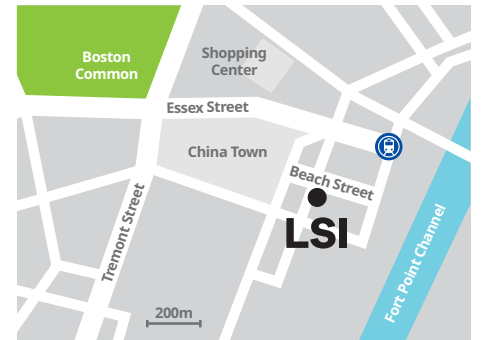 Boston
Common
Shopping
Center
Essex Street
China Town
Beach Street
LSI
Tremont Street
Fort Point Channel
200m